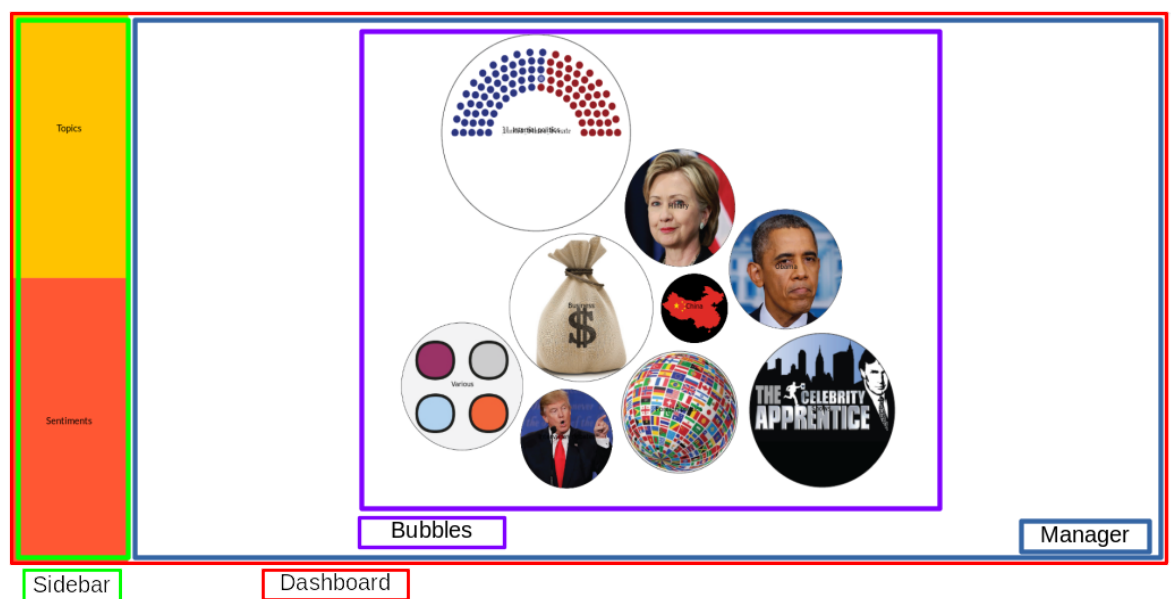 Topics
Sentiments
Business
China
Various
THE CELEBRITY
APPRENTICE
Bubbles
Manager
Sidebar
Dashboard